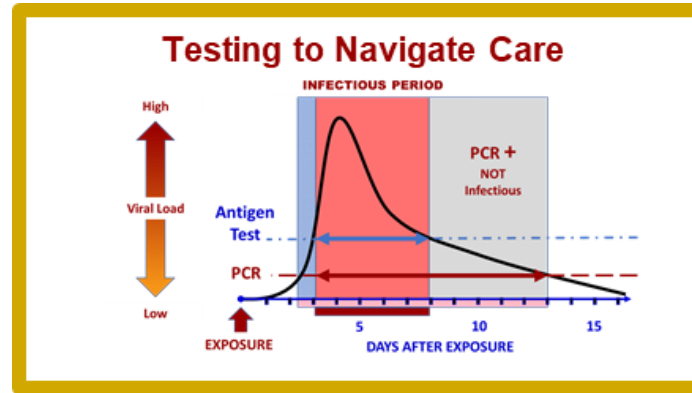 Testing to Navigate Care
INFECTIOUS PERIOD
High
Viral Load
Low
Antigen
Test
PCR
PCR +
NOT
Infectious
5
10
15
EXPOSURE
DAYS AFTER EXPOSURE